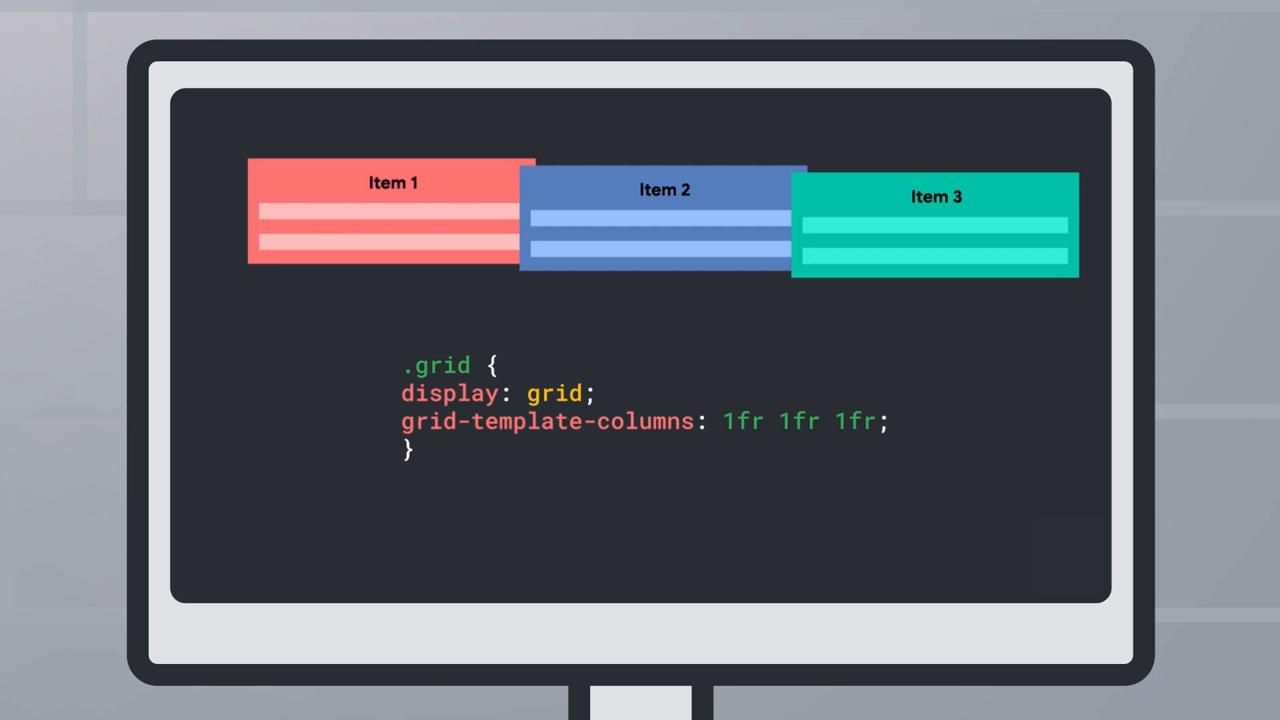 Item 1
Item 2
Item 3
.grid {
display: grid;
grid-template-columns: 1fr 1fr 1fr;
}